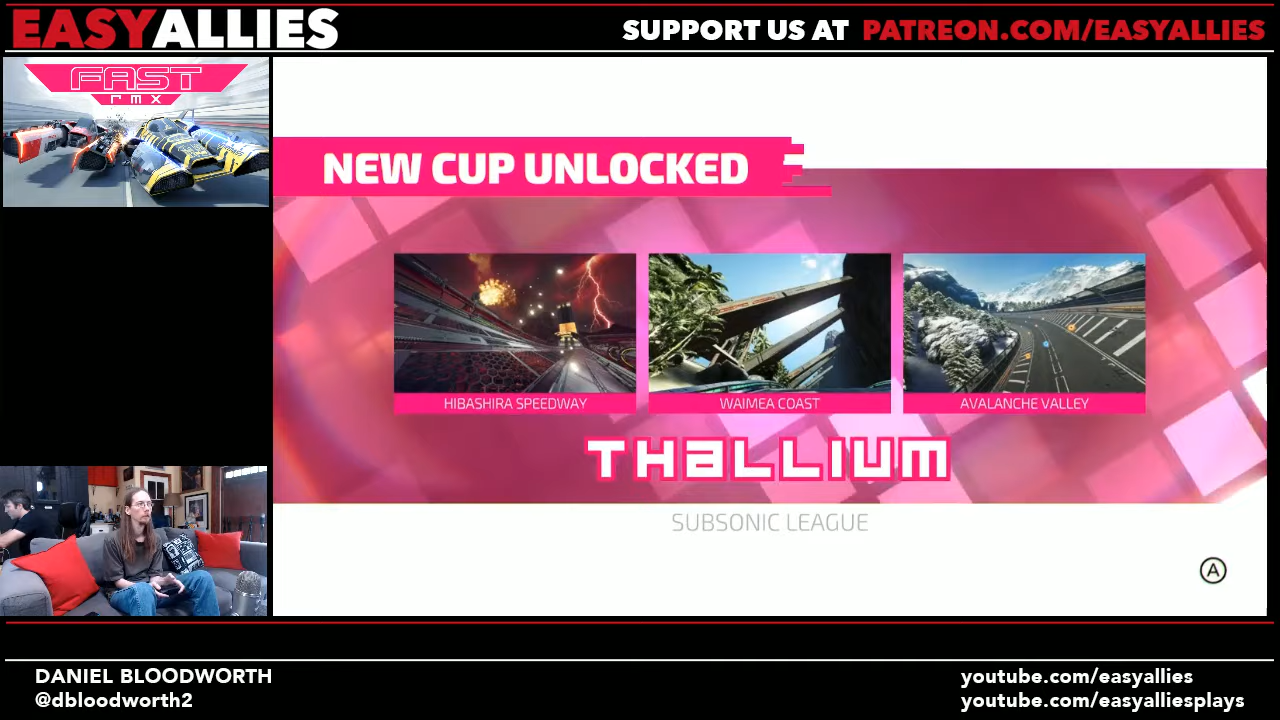 EASYALLIES
SUPPORT US AT PATREON.COM/EASYALLIES
FAST
rmx
NEW CUP UNLOCKED
HIBASHIRA SPEEDWAY
WAIMEA COAST
AVALANCHE VALLEY
THALLIUM
SUBSONIC LEAGUE
A
DANIEL BLOODWORTH
@dbloodworth2
youtube.com/easyallies
youtube.com/easyalliesplays